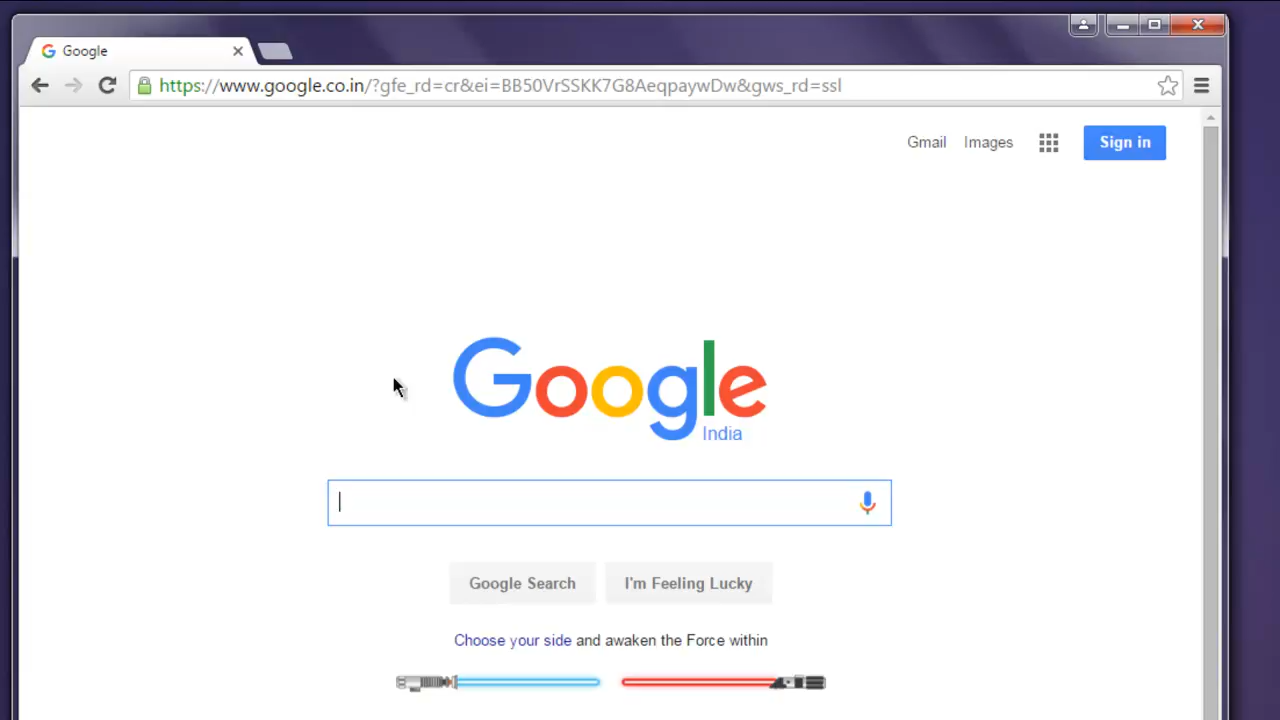 Google
https://www.google.co.in/?gfe_rd=cr&ei=BB50VrSSKK7G8AeqpaywDw&gws_rd=ssl
Gmail Images Sign in
Google
India
Google Search I'm Feeling Lucky
Choose your side and awaken the Force within